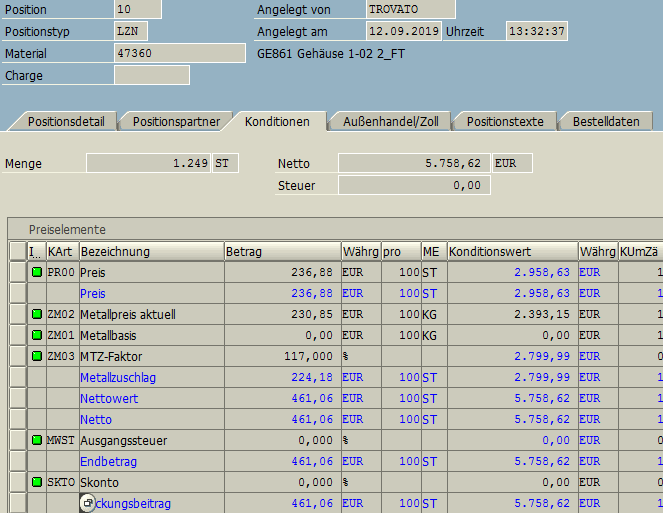 Position 10 Angelegt von TROVATO
Positionstyp LZN Angelegt am 12.09.2019 Uhrzeit 13:32:37
Material 47360 GE861 Gehäuse 1-02 2_FT
Charge
Positionsdetail Positionspartner Konditionen Außenhandel/Zoll Positionstexte Bestelldaten
Menge 1.249 ST Netto 5.758,62 EUR
Steuer 0,00
Preiselemente
I.. KArt Bezeichnung Betrag Währg pro ME Konditionswert Währg KUmZä
PR00 Preis 236,88 EUR 100 ST 2.958,63 EUR 1
Preis 236,88 EUR 100 ST 2.958,63 EUR 1
ZM02 Metallpreis aktuell 230,85 EUR 100 KG 2.393,15 EUR 1
ZM01 Metallbasis 0,00 EUR 100 KG 0,00 EUR 1
ZM03 MTZ-Faktor 117,000 % 2.799,99 EUR 0
Metallzuschlag 224,18 EUR 100 ST 2.799,99 EUR 1
Nettowert 461,06 EUR 100 ST 5.758,62 EUR 1
Netto 461,06 EUR 100 ST 5.758,62 EUR 1
MWST Ausgangssteuer 0,000 % 0,00 EUR 0
Endbetrag 461,06 EUR 100 ST 5.758,62 EUR 1
SKTO Skonto 0,000 % 0,00 EUR 0
ckungsbeitrag 461,06 EUR 100 ST 5.758,62 EUR 1